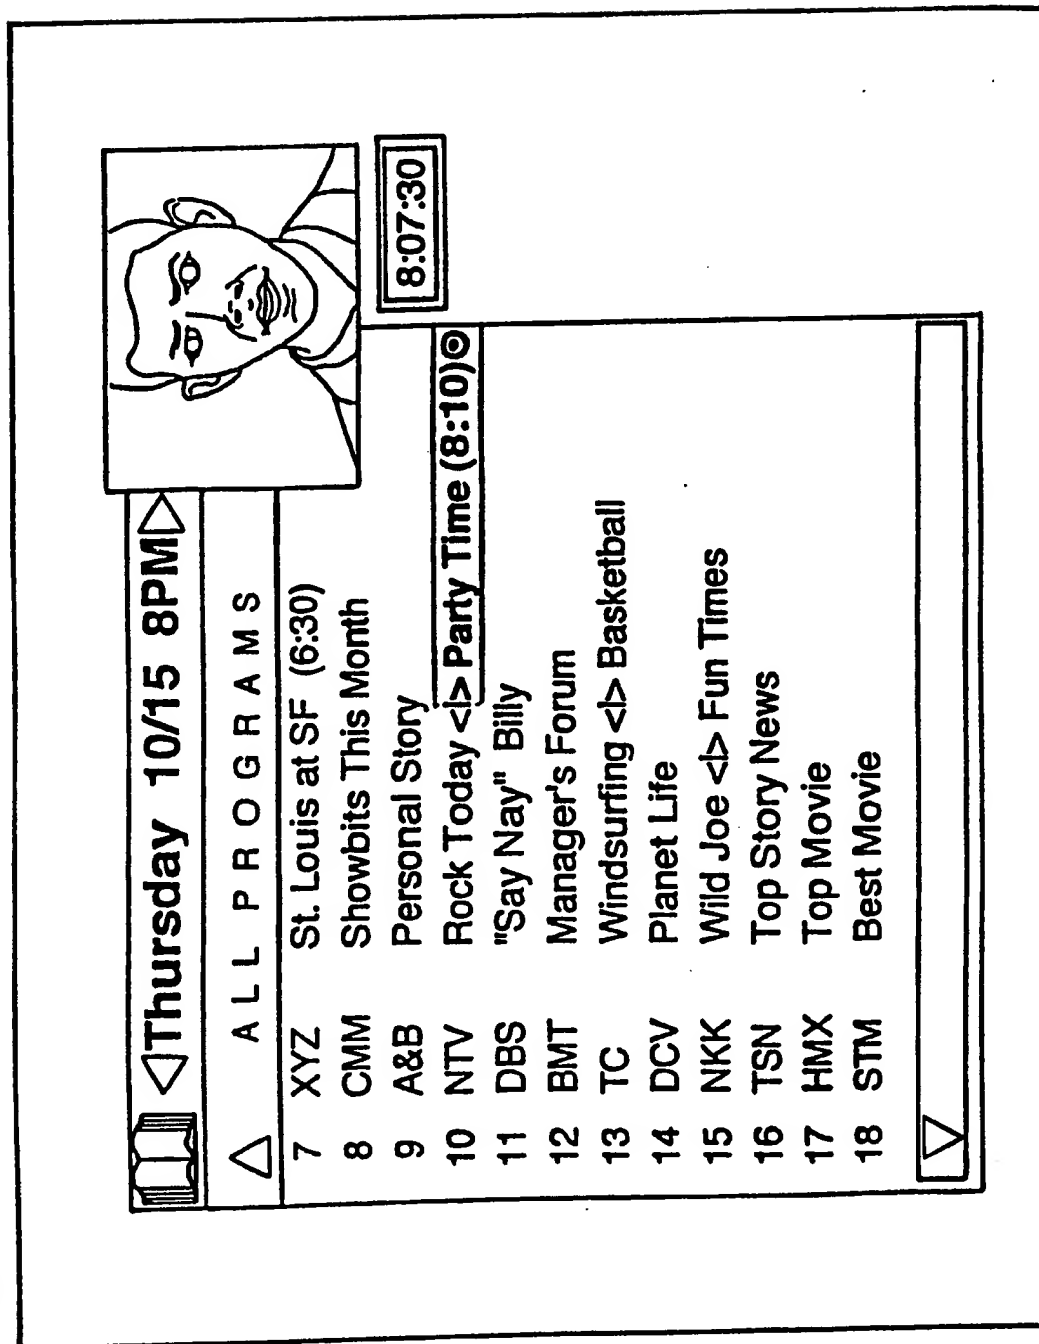 Thursday 10/15 8PM
ALL PROGRAMS
8:07:30
7 XYZ St. Louis at SF (6:30)
8 CMM Showbits This Month
9 A&B Personal Story
10 NTV Rock Today <|> Party Time (8:10)
11 DBS "Say Nay" Billy
12 BMT Manager's Forum
13 TC Windsurfing <|> Basketball
14 DCV Planet Life
15 NKK Wild Joe <|> Fun Times
16 TSN Top Story News
17 HMX Top Movie
18 STM Best Movie